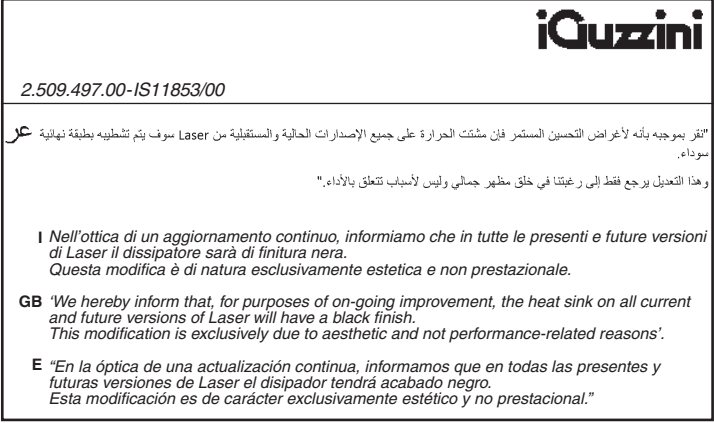 iGuzzini
2.509.497.00-IS11853/00
عر "نقر بموجبه بأنه لأغراض التحسين المستمر فإن مشتت الحرارة على جميع الإصدارات الحالية والمستقبلية من Laser سوف يتم تشطيبه بطبقة نهائية
سوداء.
وهذا التعديل يرجع فقط إلى رغبتنا في خلق مظهر جمالي وليس لأسباب تتعلق بالأداء."
I Nell'ottica di un aggiornamento continuo, informiamo che in tutte le presenti e future versioni
di Laser il dissipatore sarà di finitura nera.
Questa modifica è di natura esclusivamente estetica e non prestazionale.
GB 'We hereby inform that, for purposes of on-going improvement, the heat sink on all current
and future versions of Laser will have a black finish.
This modification is exclusively due to aesthetic and not performance-related reasons'.
E "En la óptica de una actualización continua, informamos que en todas las presentes y
futuras versiones de Laser el disipador tendrá acabado negro.
Esta modificación es de carácter exclusivamente estético y no prestacional."